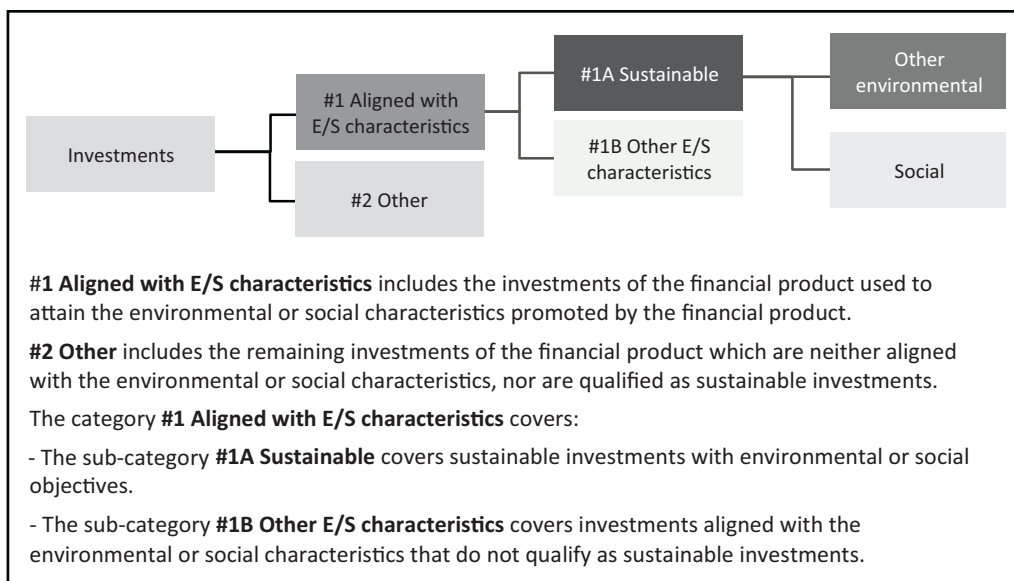 Investments
#1 Aligned with
E/S characteristics
#2 Other
#1A Sustainable
#1B Other E/S
characteristics
Other
environmental
Social
#1 Aligned with E/S characteristics includes the investments of the financial product used to
attain the environmental or social characteristics promoted by the financial product.
#2 Other includes the remaining investments of the financial product which are neither aligned
with the environmental or social characteristics, nor are qualified as sustainable investments.
The category #1 Aligned with E/S characteristics covers:
- The sub-category #1A Sustainable covers sustainable investments with environmental or social
objectives.
- The sub-category #1B Other E/S characteristics covers investments aligned with the
environmental or social characteristics that do not qualify as sustainable investments.